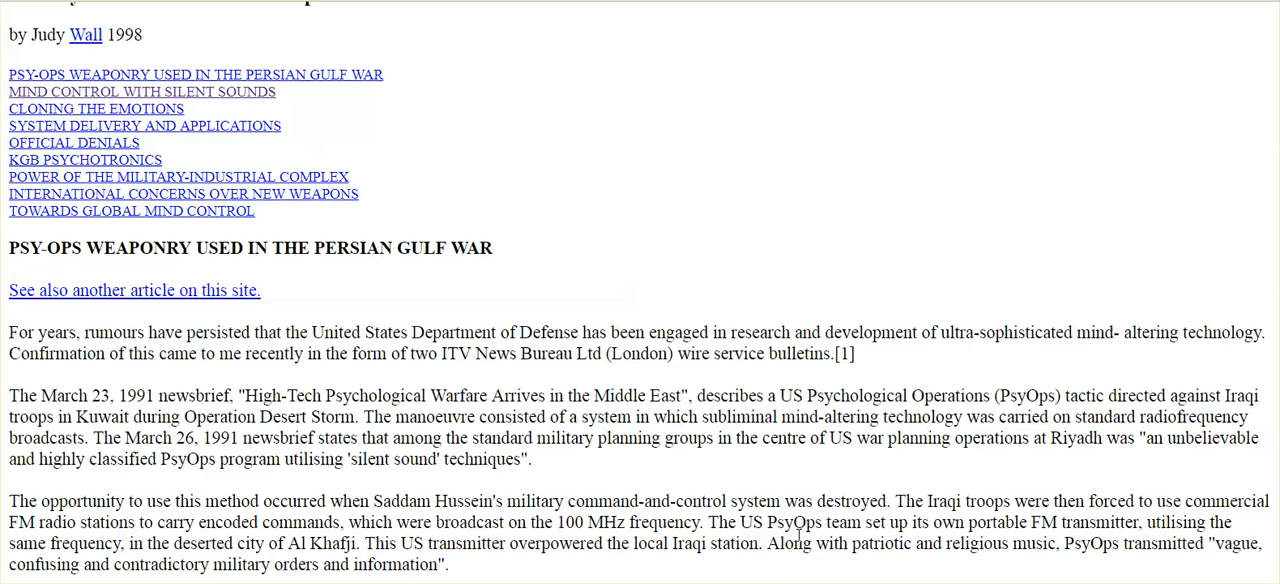 by Judy Wall 1998
PSY-OPS WEAPONRY USED IN THE PERSIAN GULF WAR
MIND CONTROL WITH SILENT SOUNDS
CLONING THE EMOTIONS
SYSTEM DELIVERY AND APPLICATIONS
OFFICIAL DENIALS
KGB PSYCHOTRONICS
POWER OF THE MILITARY-INDUSTRIAL COMPLEX
INTERNATIONAL CONCERNS OVER NEW WEAPONS
TOWARDS GLOBAL MIND CONTROL
PSY-OPS WEAPONRY USED IN THE PERSIAN GULF WAR
See also another article on this site.
For years, rumours have persisted that the United States Department of Defense has been engaged in research and development of ultra-sophisticated mind- altering technology.
Confirmation of this came to me recently in the form of two ITV News Bureau Ltd (London) wire service bulletins.[1]
The March 23, 1991 newsbrief, "High-Tech Psychological Warfare Arrives in the Middle East", describes a US Psychological Operations (PsyOps) tactic directed against Iraqi
troops in Kuwait during Operation Desert Storm. The manoeuvre consisted of a system in which subliminal mind-altering technology was carried on standard radiofrequency
broadcasts. The March 26, 1991 newsbrief states that among the standard military planning groups in the centre of US war planning operations at Riyadh was "an unbelievable
and highly classified PsyOps program utilising 'silent sound' techniques".
The opportunity to use this method occurred when Saddam Hussein's military command-and-control system was destroyed. The Iraqi troops were then forced to use commercial
FM radio stations to carry encoded commands, which were broadcast on the 100 MHz frequency. The US PsyOps team set up its own portable FM transmitter, utilising the
same frequency, in the deserted city of Al Khafji. This US transmitter overpowered the local Iraqi station. Along with patriotic and religious music, PsyOps transmitted "vague,
confusing and contradictory military orders and information".